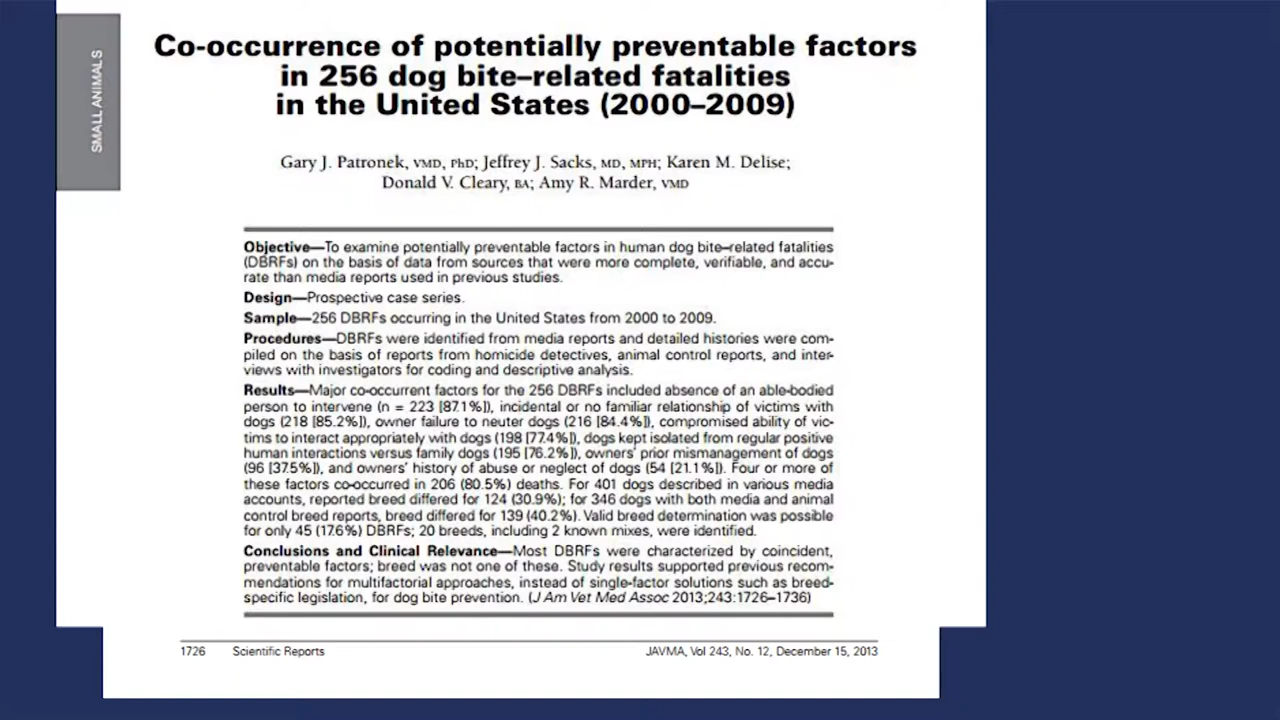 SMALL ANIMALS
Co-occurrence of potentially preventable factors
in 256 dog bite–related fatalities
in the United States (2000–2009)
Gary J. Patronek, VMD, PhD; Jeffrey J. Sacks, MD, MPH; Karen M. Delise;
Donald V. Cleary, BA; Amy R. Marder, VMD
Objective—To examine potentially preventable factors in human dog bite–related fatalities
(DBRFs) on the basis of data from sources that were more complete, verifiable, and accu-
rate than media reports used in previous studies.
Design—Prospective case series.
Sample—256 DBRFs occurring in the United States from 2000 to 2009.
Procedures—DBRFs were identified from media reports and detailed histories were com-
piled on the basis of reports from homicide detectives, animal control reports, and inter-
views with investigators for coding and descriptive analysis.
Results—Major co-occurrent factors for the 256 DBRFs included absence of an able-bodied
person to intervene (n = 223 [87.1%]), incidental or no familiar relationship of victims with
dogs (218 [85.2%]), owner failure to neuter dogs (216 [84.4%]), compromised ability of vic-
tims to interact appropriately with dogs (198 [77.4%]), dogs kept isolated from regular positive
human interactions versus family dogs (195 [76.2%]), owners' prior mismanagement of dogs
(96 [37.5%]), and owners' history of abuse or neglect of dogs (54 [21.1%]). Four or more of
these factors co-occurred in 206 (80.5%) deaths. For 401 dogs described in various media
accounts, reported breed differed for 124 (30.9%); for 346 dogs with both media and animal
control breed reports, breed differed for 139 (40.2%). Valid breed determination was possible
for only 45 (17.6%) DBRFs; 20 breeds, including 2 known mixes, were identified.
Conclusions and Clinical Relevance—Most DBRFs were characterized by coincident,
preventable factors; breed was not one of these. Study results supported previous recom-
mendations for multifactorial approaches, instead of single-factor solutions such as breed-
specific legislation, for dog bite prevention. (J Am Vet Med Assoc 2013;243:1726–1736)
1726 Scientific Reports JAVMA, Vol 243, No. 12, December 15, 2013